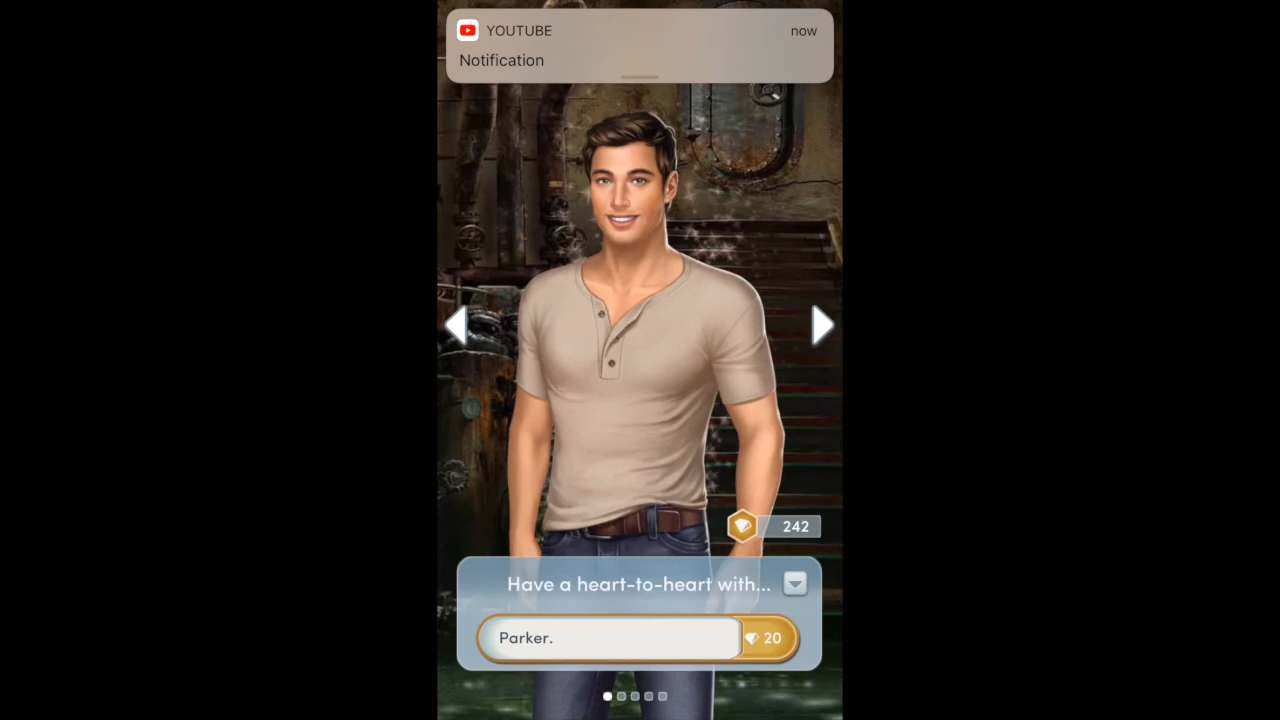 YOUTUBE now
Notification
242
Have a heart-to-heart with...
Parker. 20